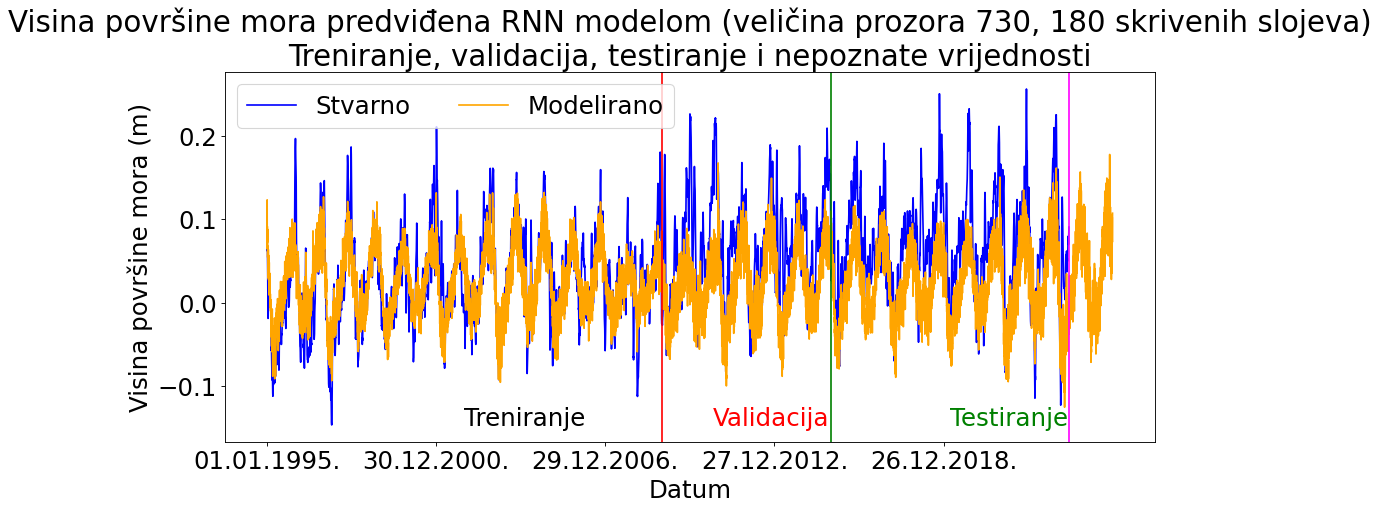 Visina površine mora predviđena RNN modelom (veličina prozora 730, 180 skrivenih slojeva)
Treniranje, validacija, testiranje i nepoznate vrijednosti
Stvarno
Modelirano
Visina površine mora (m)
0.2
0.1
0.0
−0.1
Treniranje
Validacija
Testiranje
01.01.1995.
30.12.2000.
29.12.2006.
27.12.2012.
26.12.2018.
Datum